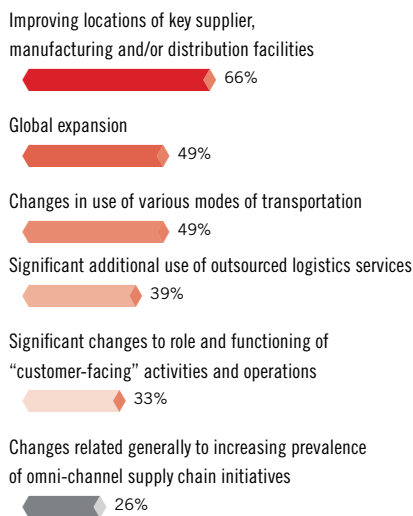 Improving locations of key supplier,
manufacturing and/or distribution facilities
66%
Global expansion
49%
Changes in use of various modes of transportation
49%
Significant additional use of outsourced logistics services
39%
Significant changes to role and functioning of
“customer-facing” activities and operations
33%
Changes related generally to increasing prevalence
of omni-channel supply chain initiatives
26%